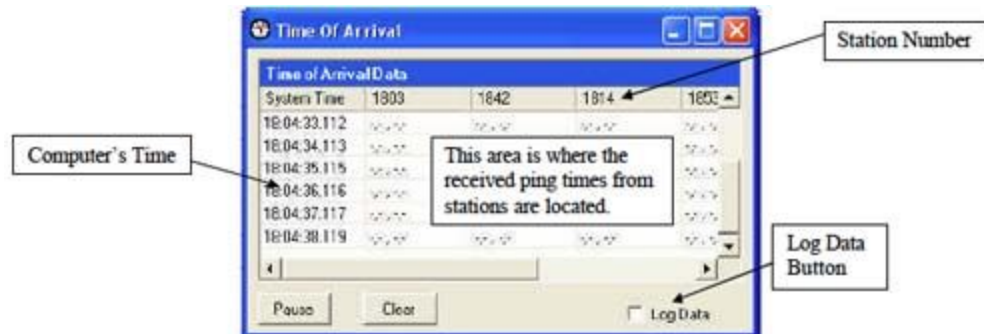 Time Of Arrival
Station Number
Time of Arrival Data
System Time 1803 1842 1814 1853
18:04:33.112
18:04:34.113
Computer's Time
18:04:35.115
18:04:36.116
18:04:37.117
18:04:38.119
This area is where the
received ping times from
stations are located.
Log Data
Button
Pause Clear Log Data